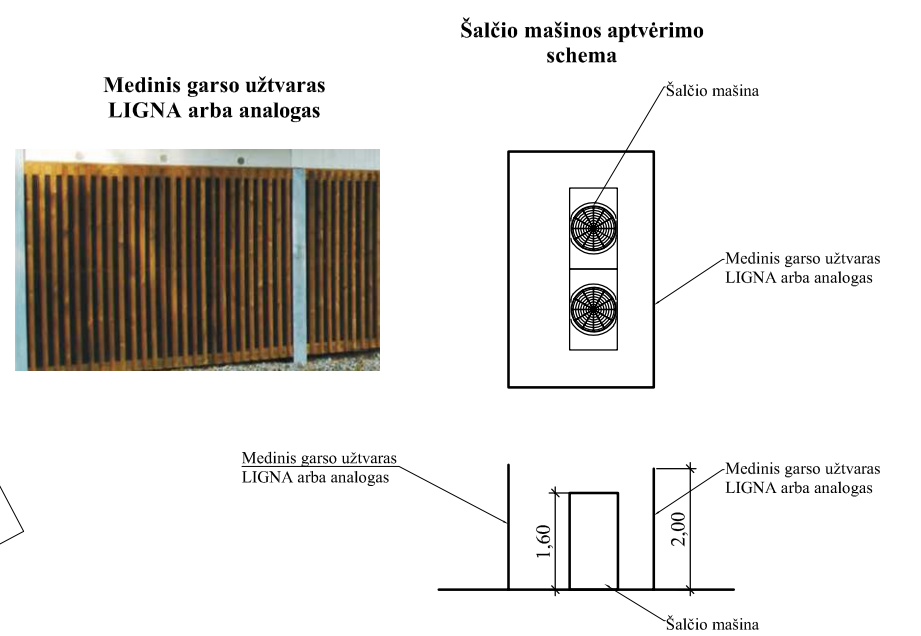 Šalčio mašinos aptvėrimo
schema
Medinis garso užtvaras
LIGNA arba analogas
Šalčio mašina
Medinis garso užtvaras
LIGNA arba analogas
Medinis garso užtvaras
LIGNA arba analogas
Medinis garso užtvaras
LIGNA arba analogas
1,60
2,00
Šalčio mašina